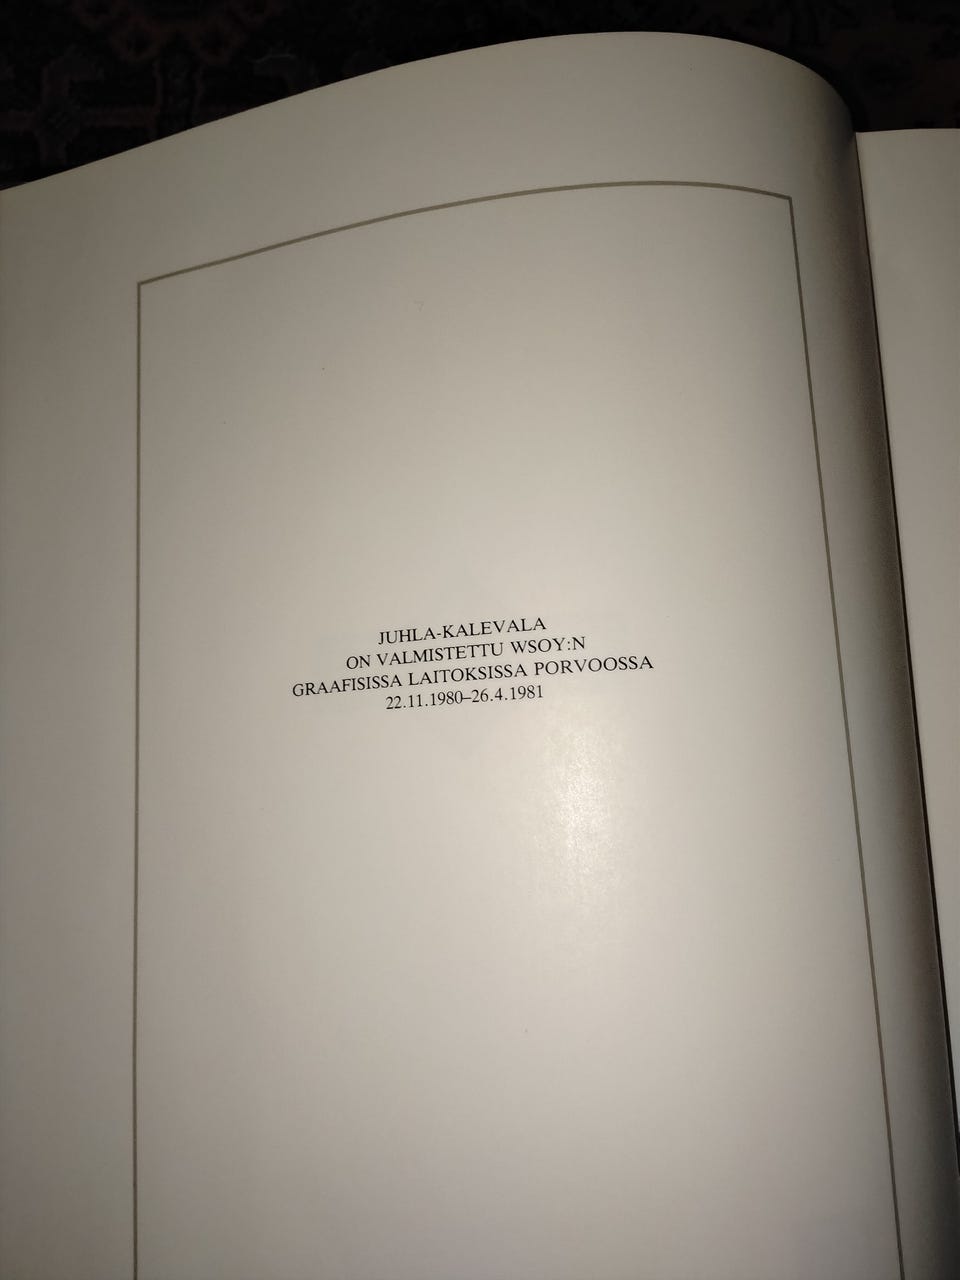 JUHLA-KALEVALA
ON VALMISTETTU WSOY:N
GRAAFISISSA LAITOKSISSA PORVOOSSA
22.11.1980–26.4.1981